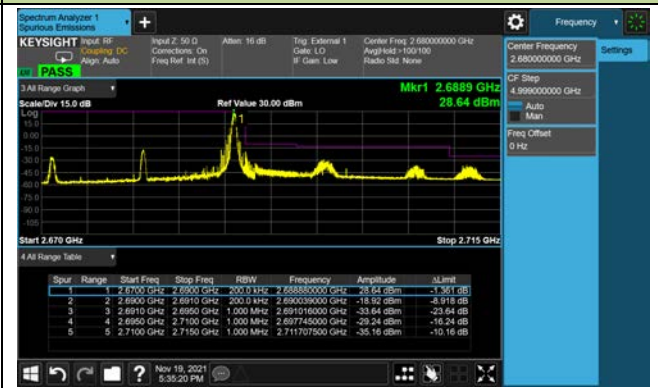 Spectrum Analyzer 1
Spurious Emissions
+
Frequency
KEYSIGHT Input: RF Input Z: 50 Ω Atten: 16 dB Trig: External 1 Center Freq: 2.680000000 GHz
Coupling: DC Corrections: On Gate: LO Avg|Hold:>100/100
Align: Auto Freq Ref: Int (S) IF Gain: Low Radio Std: None
PASS
Center Frequency
2.680000000 GHz
Settings
CF Step
4.999000000 GHz
Auto
Man
Freq Offset
0 Hz
3 All Range Graph
Mkr1 2.6889 GHz
Scale/Div 15.0 dB Ref Value 30.00 dBm 28.64 dBm
Log
15.0
0.00
-15.0
-30.0
-45.0
-60.0
-75.0
-90.0
-105
1
Start 2.670 GHz Stop 2.715 GHz
4 All Range Table
Spur Range Start Freq Stop Freq RBW Frequency Amplitude ΔLimit
1 1 2.6700 GHz 2.6900 GHz 200.0 kHz 2.688880000 GHz 28.64 dBm -1.361 dB
2 2 2.6900 GHz 2.6910 GHz 200.0 kHz 2.690039000 GHz -18.92 dBm -8.918 dB
3 3 2.6910 GHz 2.6950 GHz 1.000 MHz 2.691016000 GHz -33.64 dBm -23.64 dB
4 4 2.6950 GHz 2.7100 GHz 1.000 MHz 2.697745000 GHz -29.24 dBm -16.24 dB
5 5 2.7100 GHz 2.7150 GHz 1.000 MHz 2.711707500 GHz -35.16 dBm -10.16 dB
?
Nov 19, 2021
5:35:20 PM